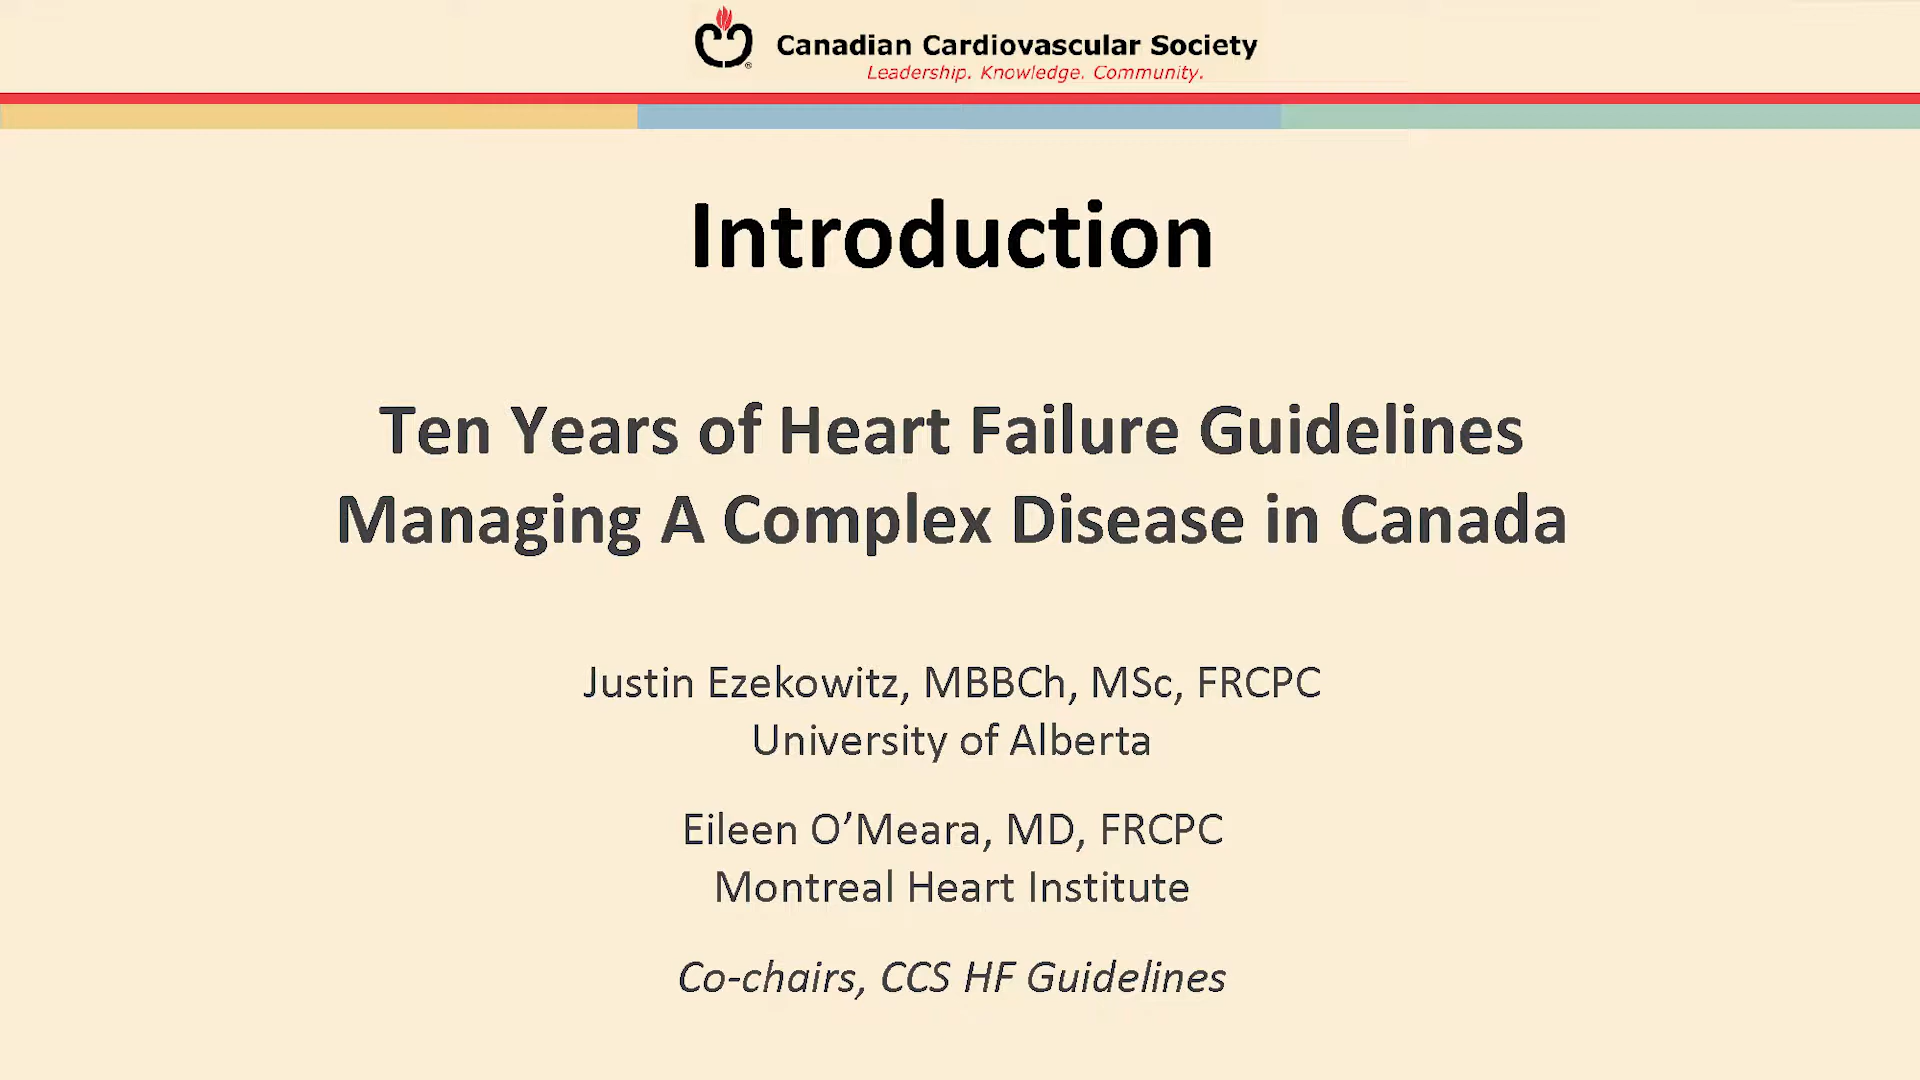 Canadian Cardiovascular Society
Leadership. Knowledge. Community.
Introduction
Ten Years of Heart Failure Guidelines
Managing A Complex Disease in Canada
Justin Ezekowitz, MBBCh, MSc, FRCPC
University of Alberta
Eileen O’Meara, MD, FRCPC
Montreal Heart Institute
Co-chairs, CCS HF Guidelines